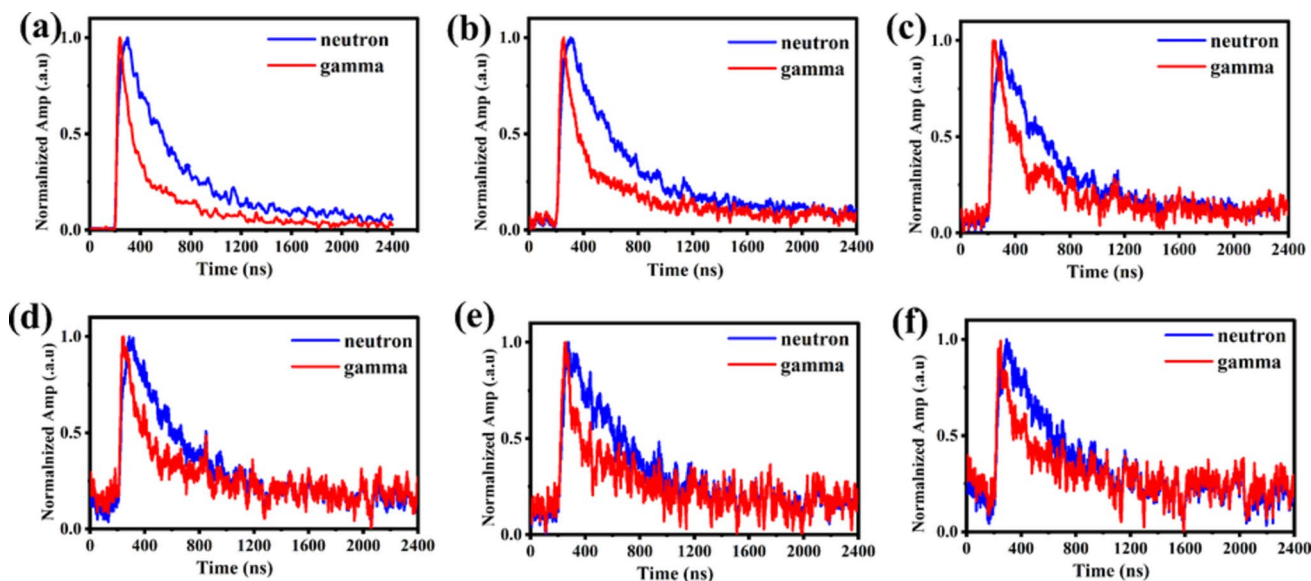 (a)
neutron
gamma
Normalnized Amp (.a.u)
1.0
0.5
0.0
0 400 800 1200 1600 2000 2400
Time (ns)
(b)
neutron
gamma
Normalnized Amp (.a.u)
1.0
0.5
0.0
0 400 800 1200 1600 2000 2400
Time (ns)
(c)
neutron
gamma
Normalnized Amp (.a.u)
1.0
0.5
0.0
0 400 800 1200 1600 2000 2400
Time (ns)
(d)
neutron
gamma
Normalnized Amp (.a.u)
1.0
0.5
0.0
0 400 800 1200 1600 2000 2400
Time (ns)
(e)
neutron
gamma
Normalnized Amp (.a.u)
1.0
0.5
0.0
0 400 800 1200 1600 2000 2400
Time (ns)
(f)
neutron
gamma
Normalnized Amp (.a.u)
1.0
0.5
0.0
0 400 800 1200 1600 2000 2400
Time (ns)